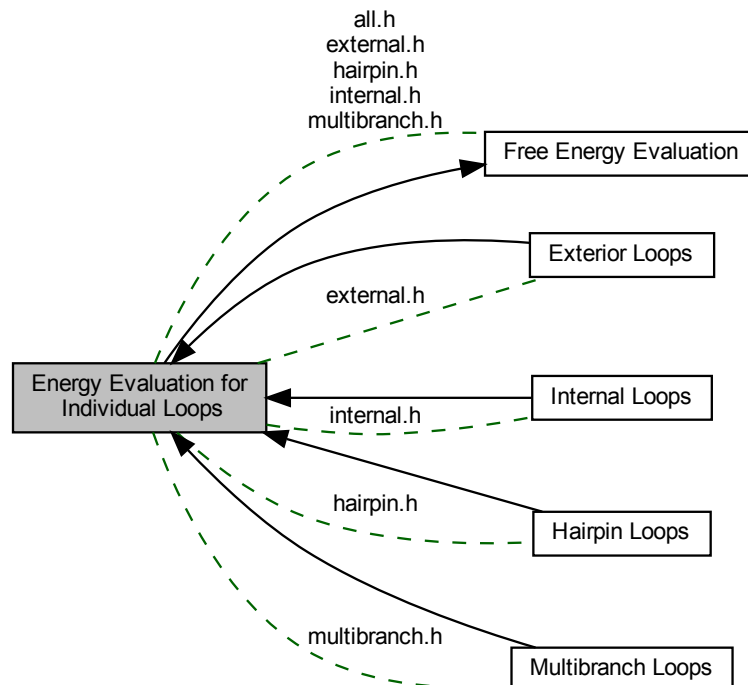 all.h
external.h
hairpin.h
internal.h
multibranch.h
Free Energy Evaluation
Exterior Loops
external.h
Energy Evaluation for
Individual Loops
Internal Loops
internal.h
hairpin.h
Hairpin Loops
multibranch.h
Multibranch Loops